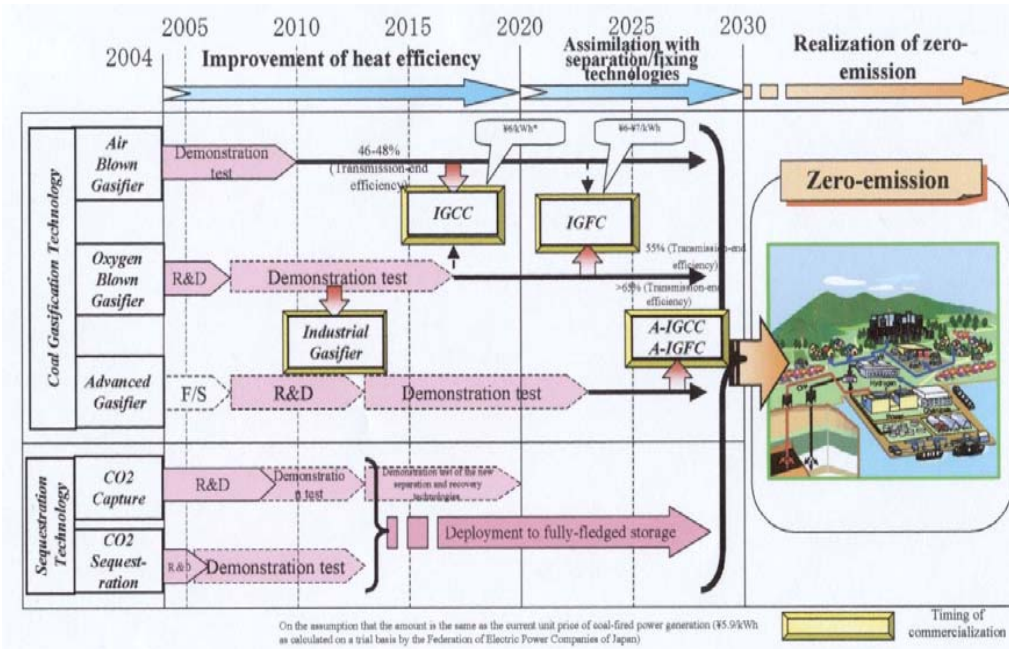 2004
2005
2010
2015
2020
2025
2030
Improvement of heat efficiency
Assimilation with
separation/fixing
technologies
Realization of zero-
emission
Coal Gasification Technology
Air
Blown
Gasifier
Demonstration
test
46-48%
(Transmission-end
efficiency)
¥6/kWh*
¥6-¥7/kWh
IGCC
IGFC
Oxygen
Blown
Gasifier
R&D
Demonstration test
55% (Transmission-end
efficiency)
>65% (Transmission-end
efficiency)
Industrial
Gasifier
A-IGCC
A-IGFC
Advanced
Gasifier
F/S
R&D
Demonstration test
Zero-emission
Hydrogen
Sequestration
Technology
CO2
Capture
R&D
Demonstratio
n test
Demonstration test of the new
separation and recovery
technologies
Deployment to fully-fledged storage
CO2
Sequest-
ration
R&D
Demonstration test
On the assumption that the amount is the same as the current unit price of coal-fired power generation (¥5.9/kWh
as calculated on a trial basis by the Federation of Electric Power Companies of Japan)
Timing of
commercialization